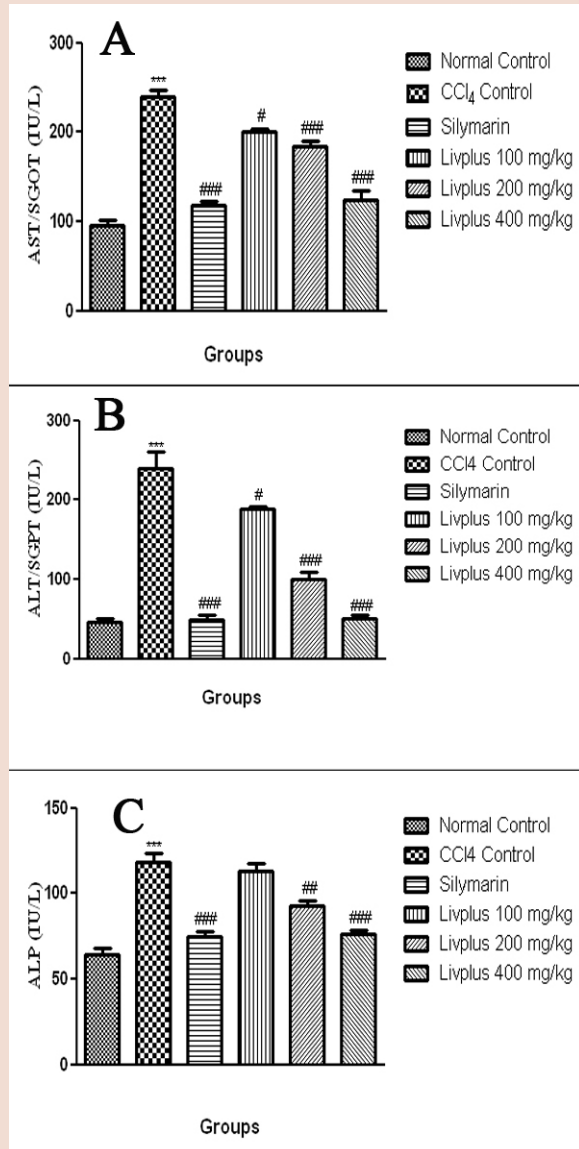 A
AST/SGOT (IU/L)
300
200
100
0
***
###
#
###
###
Groups
Normal Control
CCl₄ Control
Silymarin
Livplus 100 mg/kg
Livplus 200 mg/kg
Livplus 400 mg/kg
B
ALT/SGPT (IU/L)
300
200
100
0
***
###
#
###
###
Groups
Normal Control
CCl4 Control
Silymarin
Livplus 100 mg/kg
Livplus 200 mg/kg
Livplus 400 mg/kg
C
ALP (IU/L)
150
100
50
0
***
###
##
###
Groups
Normal Control
CCl4 Control
Silymarin
Livplus 100 mg/kg
Livplus 200 mg/kg
Livplus 400 mg/kg